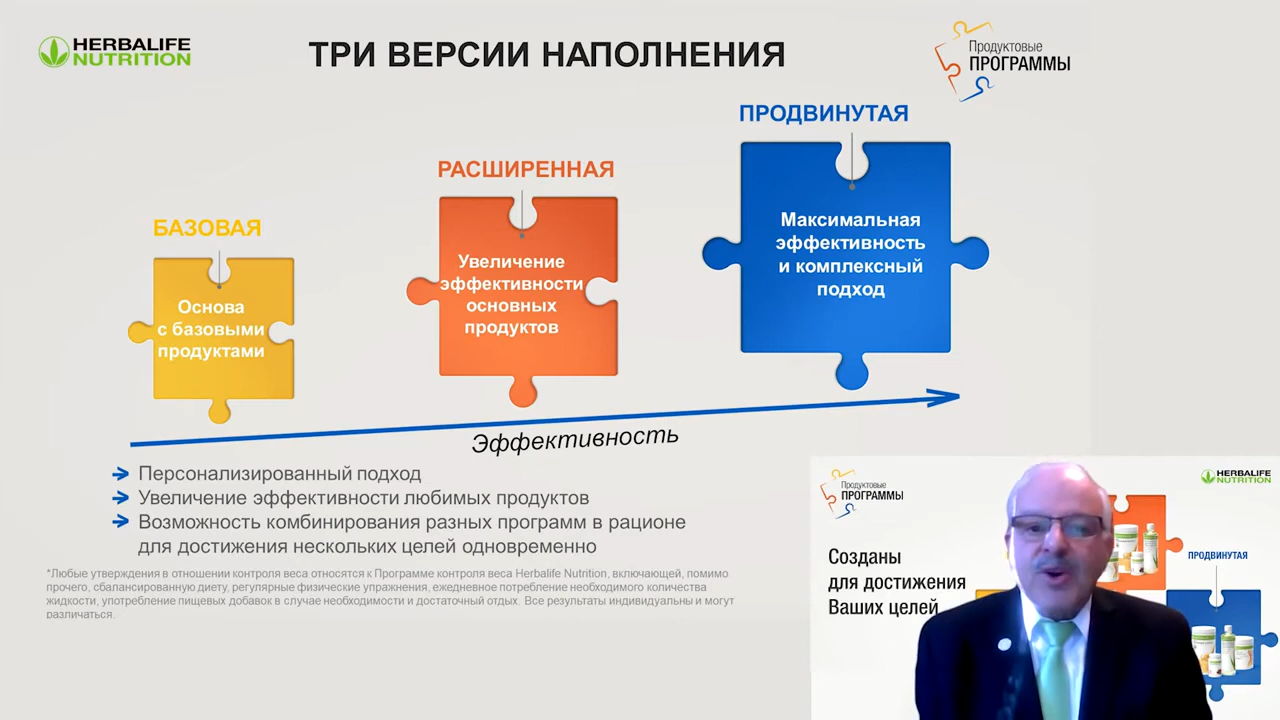 HERBALIFE
NUTRITION
ТРИ ВЕРСИИ НАПОЛНЕНИЯ
Продуктовые
ПРОГРАММЫ
БАЗОВАЯ
Основа
с базовыми
продуктами
РАСШИРЕННАЯ
Увеличение
эффективности
основных
продуктов
ПРОДВИНУТАЯ
Максимальная
эффективность
и комплексный
подход
Эффективность
Персонализированный подход
Увеличение эффективности любимых продуктов
Возможность комбинирования разных программ в рационе
для достижения нескольких целей одновременно
*Любые утверждения в отношении контроля веса относятся к Программе контроля веса Herbalife Nutrition, включающей, помимо
прочего, сбалансированную диету, регулярные физические упражнения, ежедневное потребление необходимого количества
жидкости, употребление пищевых добавок в случае необходимости и достаточный отдых. Все результаты индивидуальны и могут
различаться.
Продуктовые
ПРОГРАММЫ
HERBALIFE
NUTRITION
Созданы
для достижения
Ваших целей
ПРОДВИНУТАЯ